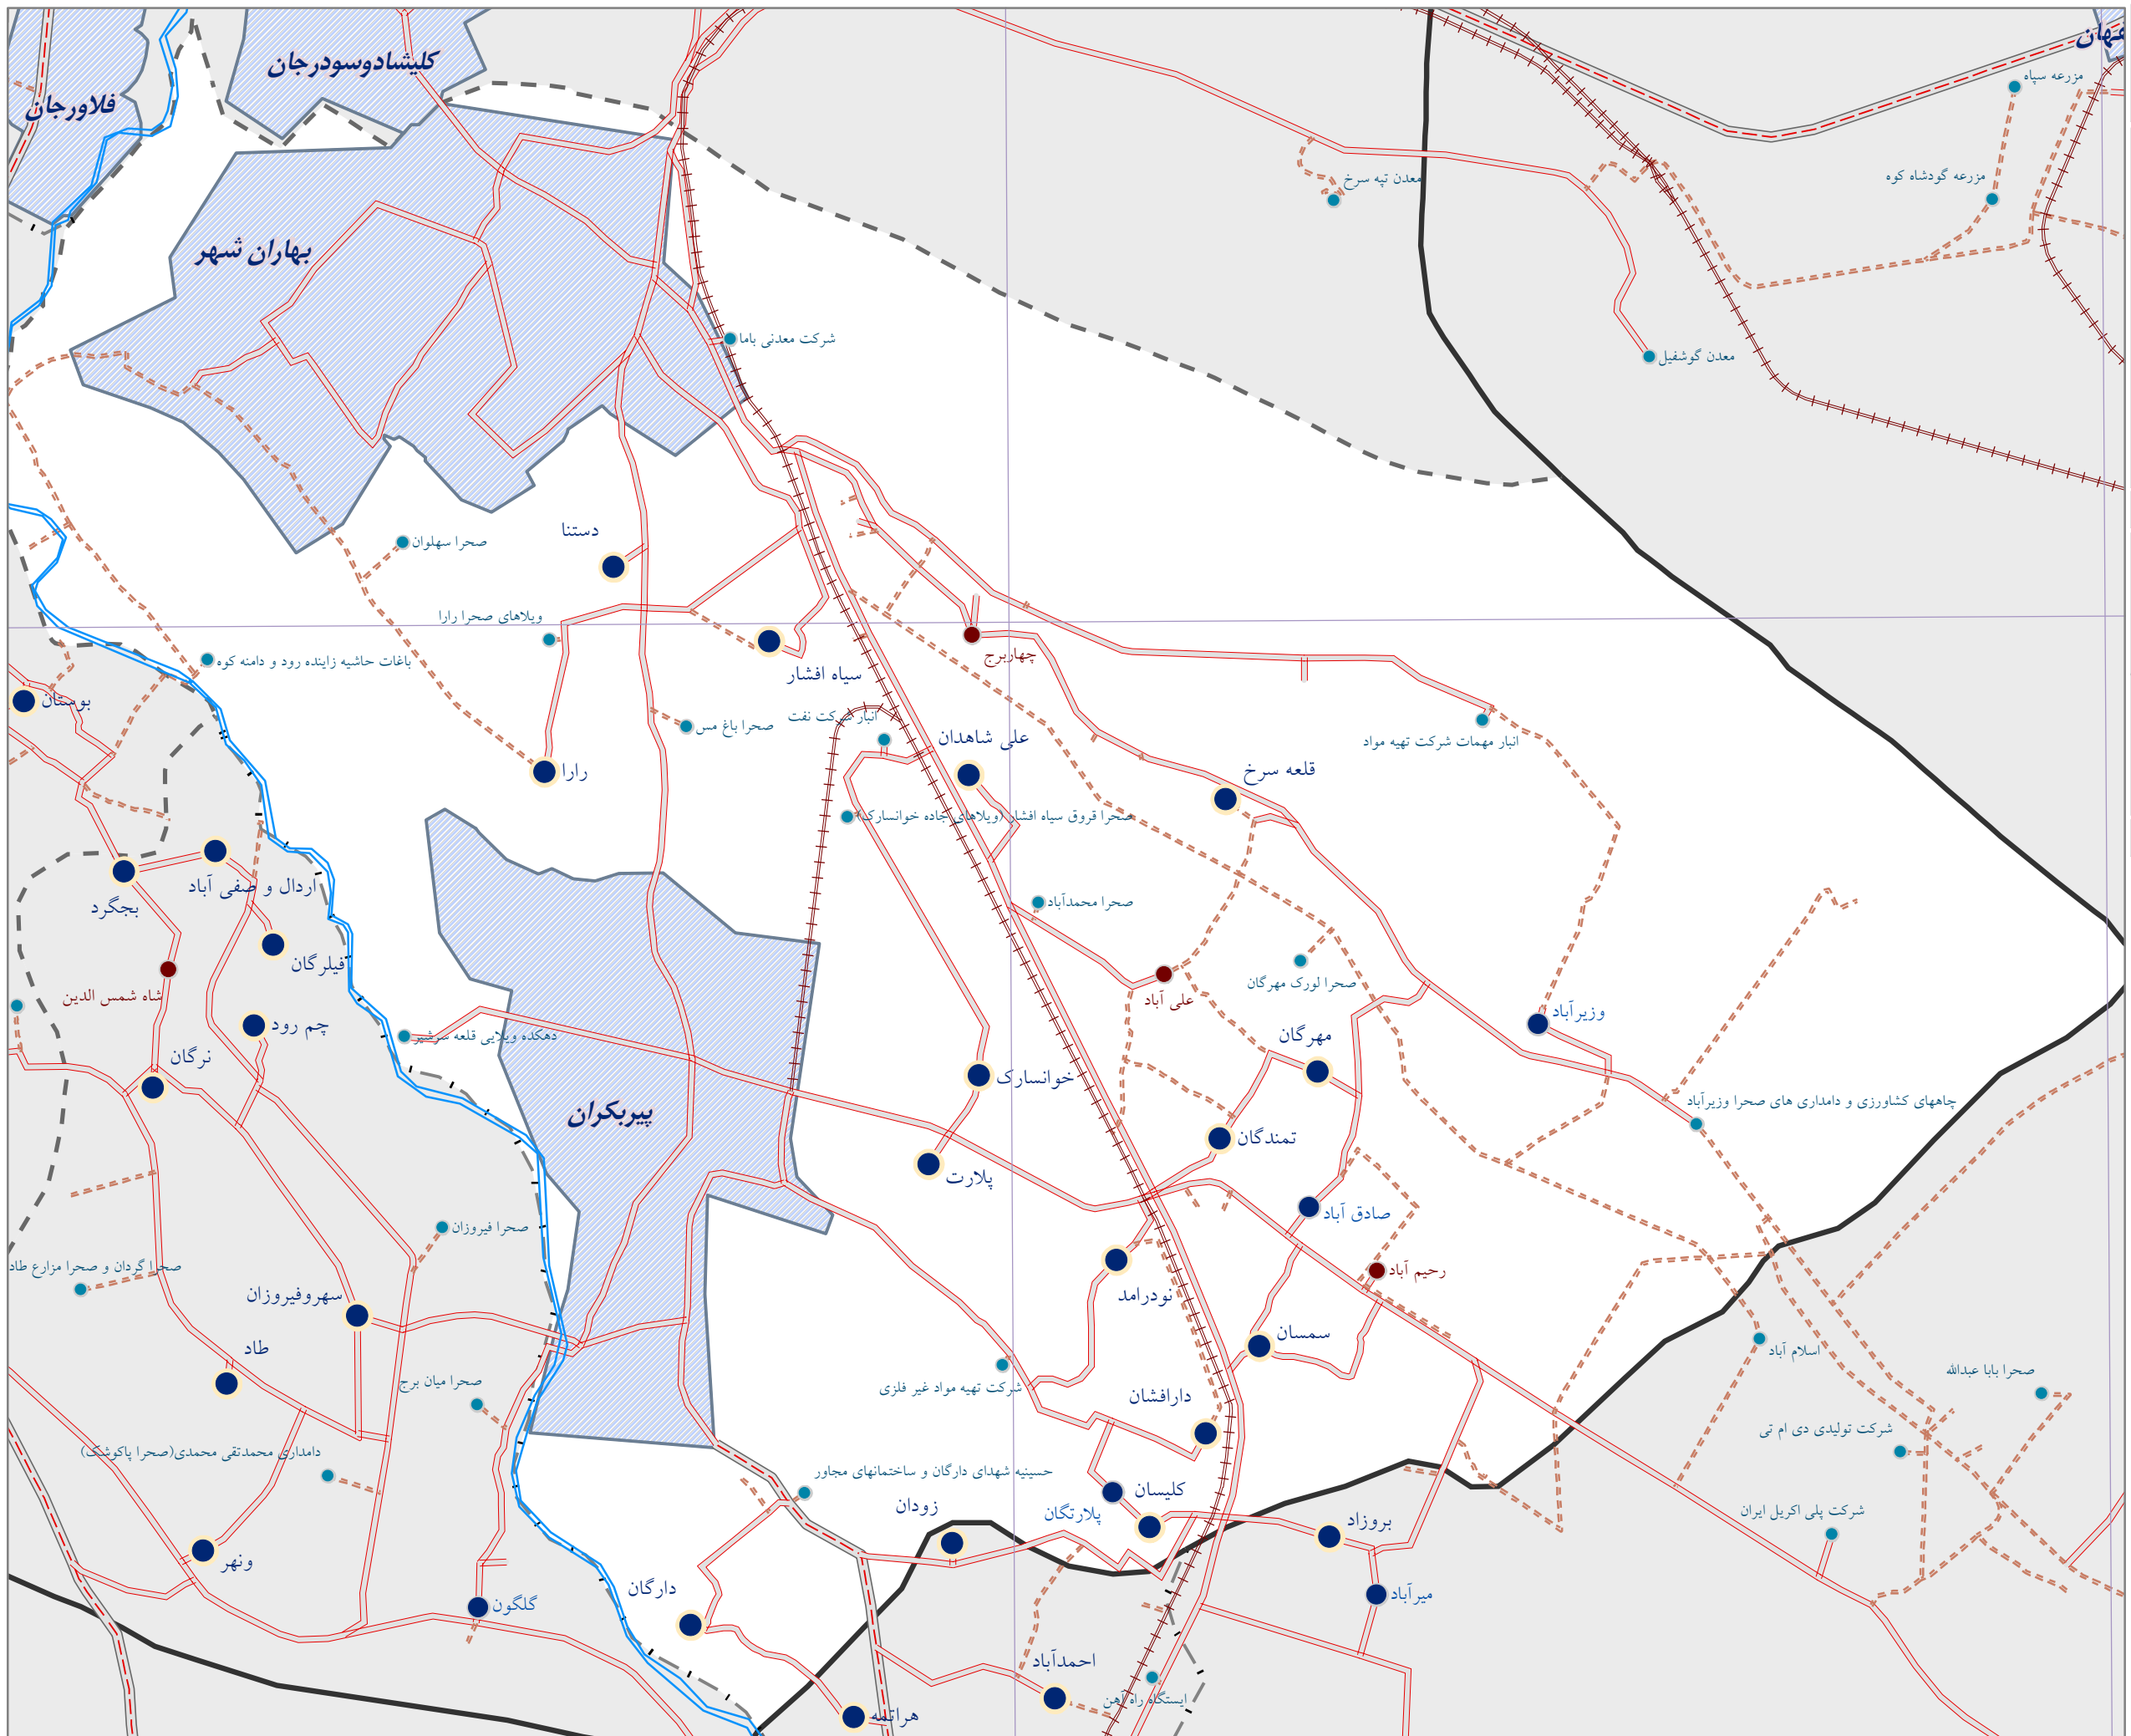 کلیشادوسودرجان
فلاورجان
مزرعه سپاه
معدن تپه سرخ
مزرعه گودشاه کوه
بهاران شهر
شرکت معدنی باما
معدن گوشفیل
دستنا
صحرا سهلوان
ویلاهای صحرا رارا
چهاربرج
باغات حاشیه زاینده رود و دامنه کوه
سیاه افشار
بوستان
انبار شرکت نفت
صحرا باغ مس
علی شاهدان
انبار مهمات شرکت تهیه مواد
رارا
قلعه سرخ
صحرا قروق سیاه افشار (ویلاهای جاده خوانسارک)
اردال و صفی آباد
بجگرد
صحرا محمدآباد
فیلرگان
صحرا لورک مهرگان
شاه شمس الدین
علی آباد
وزیرآباد
چم رود
دهکده ویلایی قلعه سرشیر
مهرگان
نرگان
خوانسارک
چاههای کشاورزی و دامداری های صحرا وزیرآباد
پیربکران
تمندگان
پلارت
صادق آباد
صحرا فیروزان
صحرا گردان و صحرا مزارع طاد
رحیم آباد
سهروفیروزان
نودرامد
سمسان
طاد
اسلام آباد
صحرا بابا عبدالله
صحرا میان برج
شرکت تهیه مواد غیر فلزی
دارافشان
شرکت تولیدی دی ام تی
دامداری محمدتقی محمدی(صحرا پاکوشک)
حسینیه شهدای دارگان و ساختمانهای مجاور
کلیسان
زودان
پلارتگان
شرکت پلی اکریل ایران
بروزاد
ونهر
دارگان
میرآباد
گلگون
احمدآباد
ایستگاه راه آهن
هراتمه